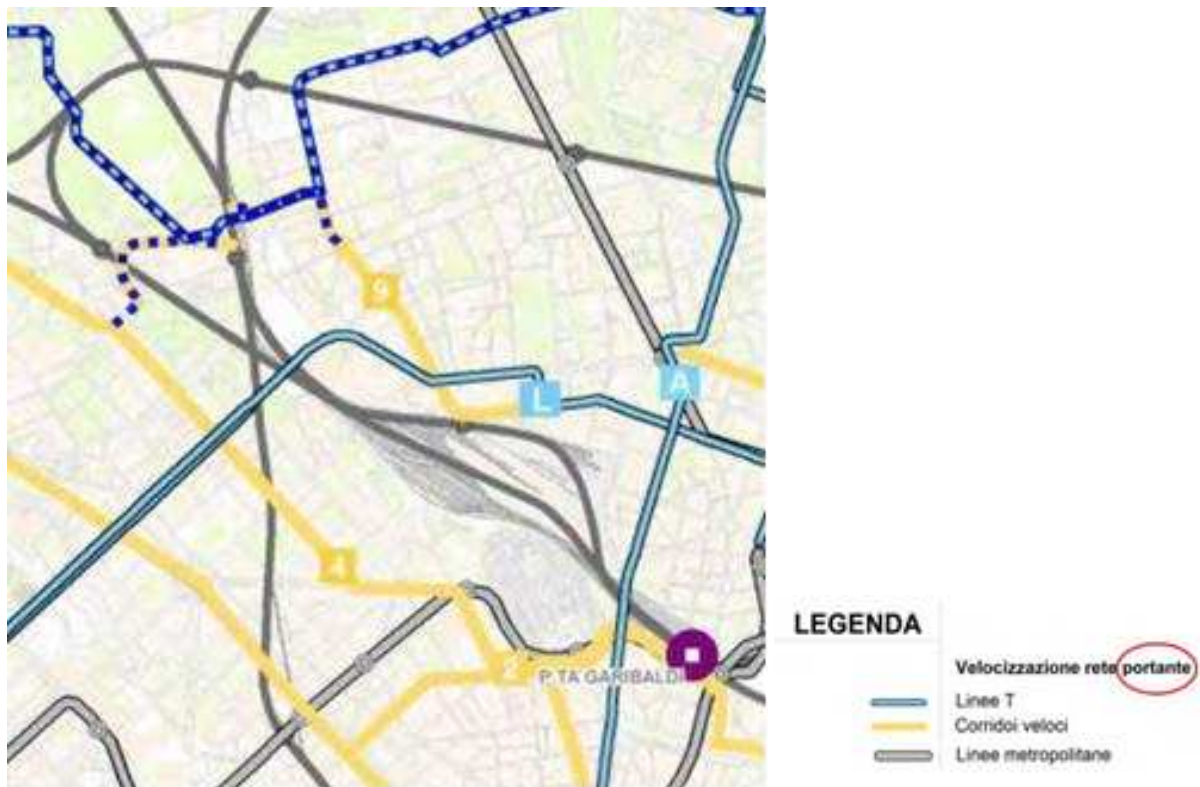 9
A
L
4
2
P.TA GARIBALDI
LEGENDA
Velocizzazione rete portante
Linee T
Corridoi veloci
Linee metropolitane